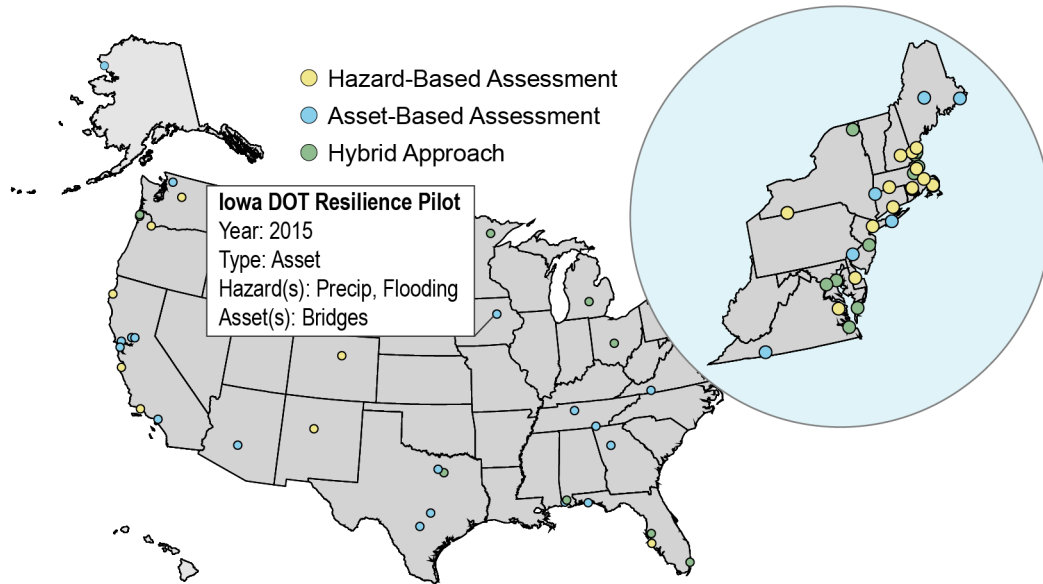 Hazard-Based Assessment
Asset-Based Assessment
Hybrid Approach
Iowa DOT Resilience Pilot
Year: 2015
Type: Asset
Hazard(s): Precip, Flooding
Asset(s): Bridges